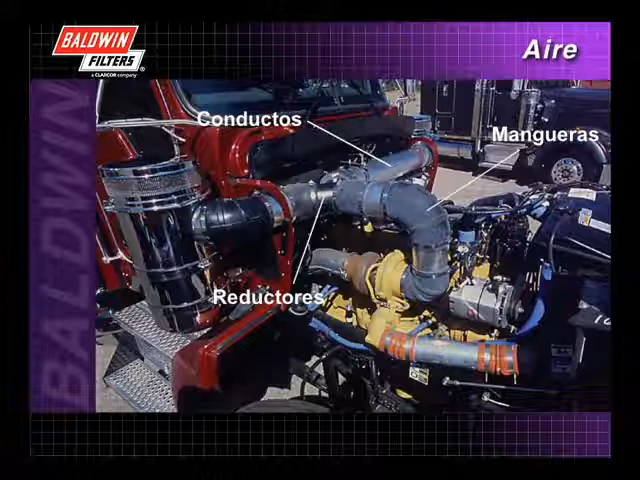 BALDWIN
FILTERS
a CLARCOR company
Aire
Conductos
Mangueras
Reductores
BALDWIN